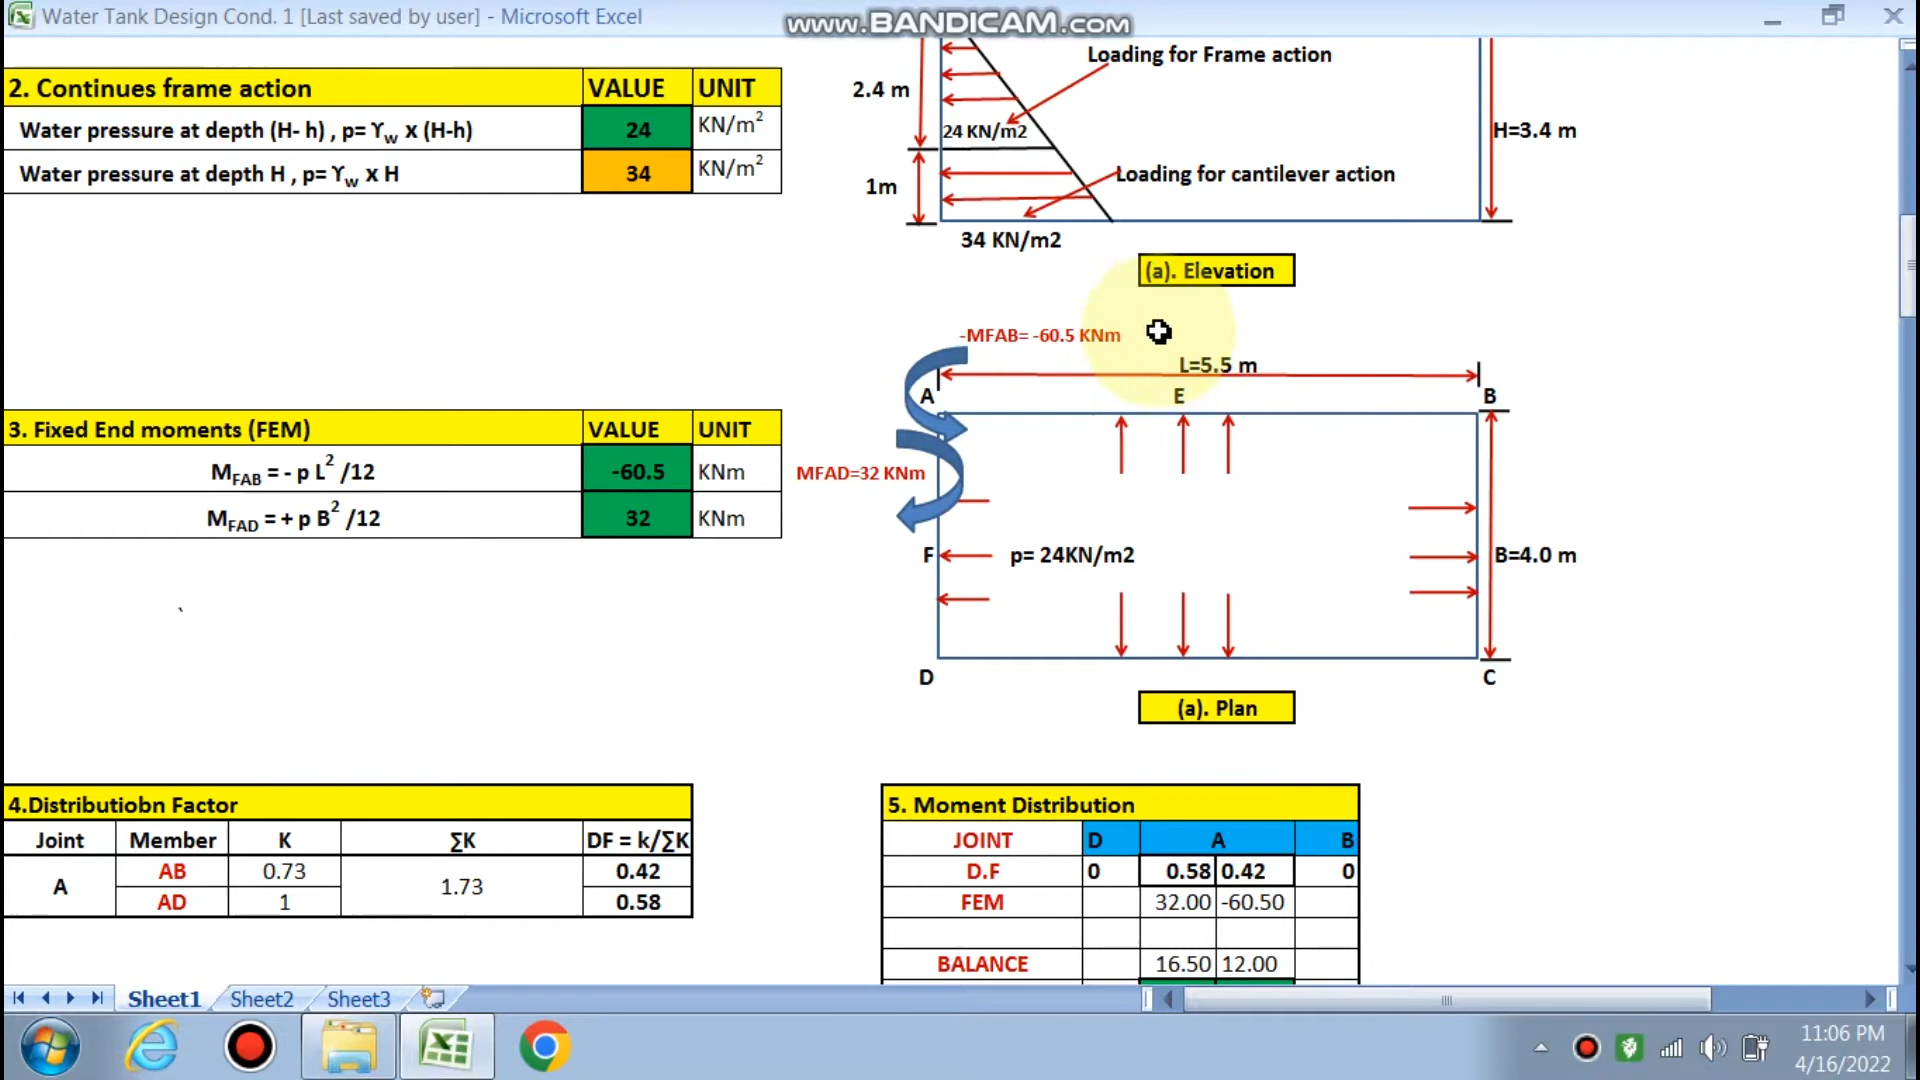 Water Tank Design Cond. 1 [Last saved by user] - Microsoft Excel
www.BANDICAM.com
2. Continues frame action VALUE UNIT
Water pressure at depth (H- h) , p= ϒw x (H-h) 24 KN/m2
Water pressure at depth H , p= ϒw x H 34 KN/m2
Loading for Frame action
2.4 m
24 KN/m2
H=3.4 m
Loading for cantilever action
1m
34 KN/m2
(a). Elevation
-MFAB= -60.5 KNm
L=5.5 m
A E B
3. Fixed End moments (FEM) VALUE UNIT
MFAB = - p L2 /12 -60.5 KNm
MFAD = + p B2 /12 32 KNm
MFAD=32 KNm
F p= 24KN/m2 B=4.0 m
`
D C
(a). Plan
4.Distributiobn Factor
Joint Member K ∑K DF = k/∑K
A AB 0.73 1.73 0.42
AD 1 0.58
5. Moment Distribution
JOINT D A B
D.F 0 0.58 0.42 0
FEM 32.00 -60.50
BALANCE 16.50 12.00
Sheet1 Sheet2 Sheet3
11:06 PM
4/16/2022